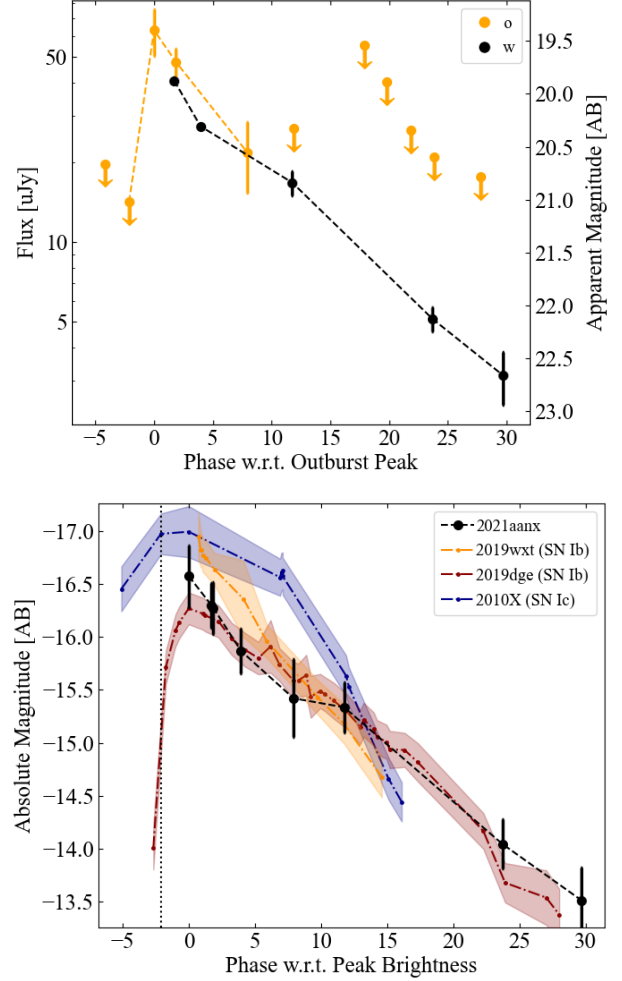 o
w
50
10
5
19.5
20.0
20.5
21.0
21.5
22.0
22.5
23.0
Flux [uJy]
Apparent Magnitude [AB]
−5 0 5 10 15 20 25 30
Phase w.r.t. Outburst Peak
2021aanx
2019wxt (SN Ib)
2019dge (SN Ib)
2010X (SN Ic)
−17.0
−16.5
−16.0
−15.5
−15.0
−14.5
−14.0
−13.5
Absolute Magnitude [AB]
−5 0 5 10 15 20 25 30
Phase w.r.t. Peak Brightness